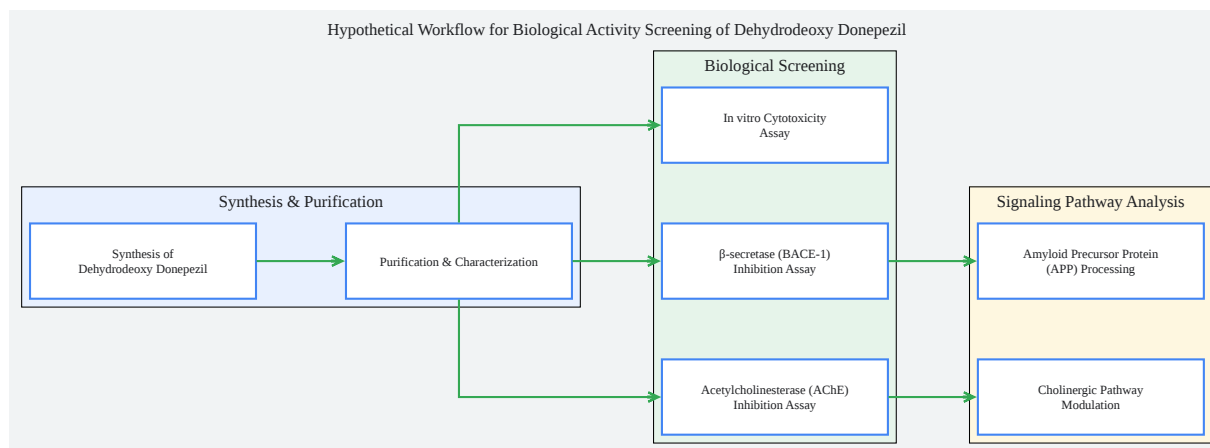 Hypothetical Workflow for Biological Activity Screening of Dehydrodeoxy Donepezil
Biological Screening
In vitro Cytotoxicity
Assay
Synthesis & Purification
Signaling Pathway Analysis
Synthesis of
Dehydrodeoxy Donepezil
Purification & Characterization
β-secretase (BACE-1)
Inhibition Assay
Amyloid Precursor Protein
(APP) Processing
Acetylcholinesterase (AChE)
Inhibition Assay
Cholinergic Pathway
Modulation